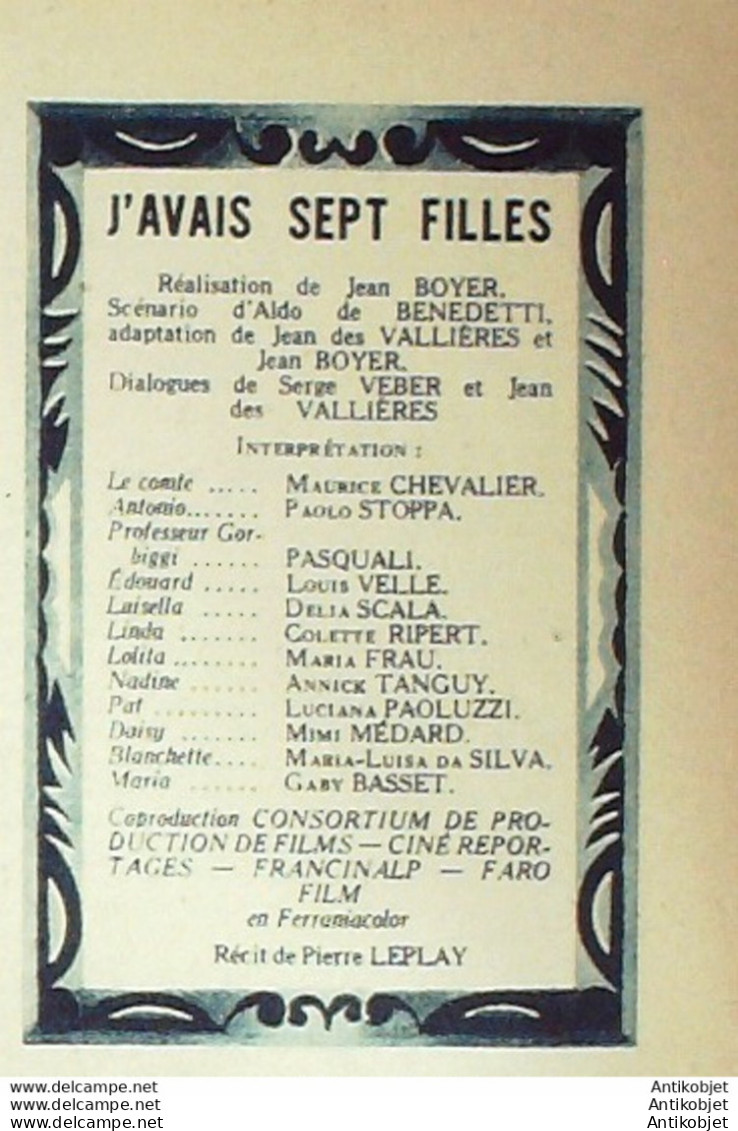 J'AVAIS SEPT FILLES
Réalisation de Jean BOYER.
Scénario d'Aldo de BENEDETTI,
adaptation de Jean des VALLIÈRES et
Jean BOYER.
Dialogues de Serge VEBER et Jean
des VALLIÈRES
INTERPRÉTATION :
Le comte ..... MAURICE CHEVALIER.
Antonio....... PAOLO STOPPA.
Professeur Gor-
biggi ...... PASQUALI.
Édouard ..... LOUIS VELLE.
Luisella ..... DELIA SCALA.
Linda ....... COLETTE RIPERT.
Lolita ....... MARIA FRAU.
Nadine ...... ANNICK TANGUY.
Pat ......... LUCIANA PAOLUZZI.
Daisy ....... MIMI MÉDARD.
Blanchette.... MARIA-LUISA DA SILVA.
Maria ...... GABY BASSET.
Coproduction CONSORTIUM DE PRO-
DUCTION DE FILMS — CINÉ REPOR-
TAGES — FRANCINALP — FARO
FILM
en Ferraniacolor
Récit de Pierre LEPLAY
www.delcampe.net Antikobjet
www.delcampe.net Antikobjet
www.delcampe.net Antikobjet